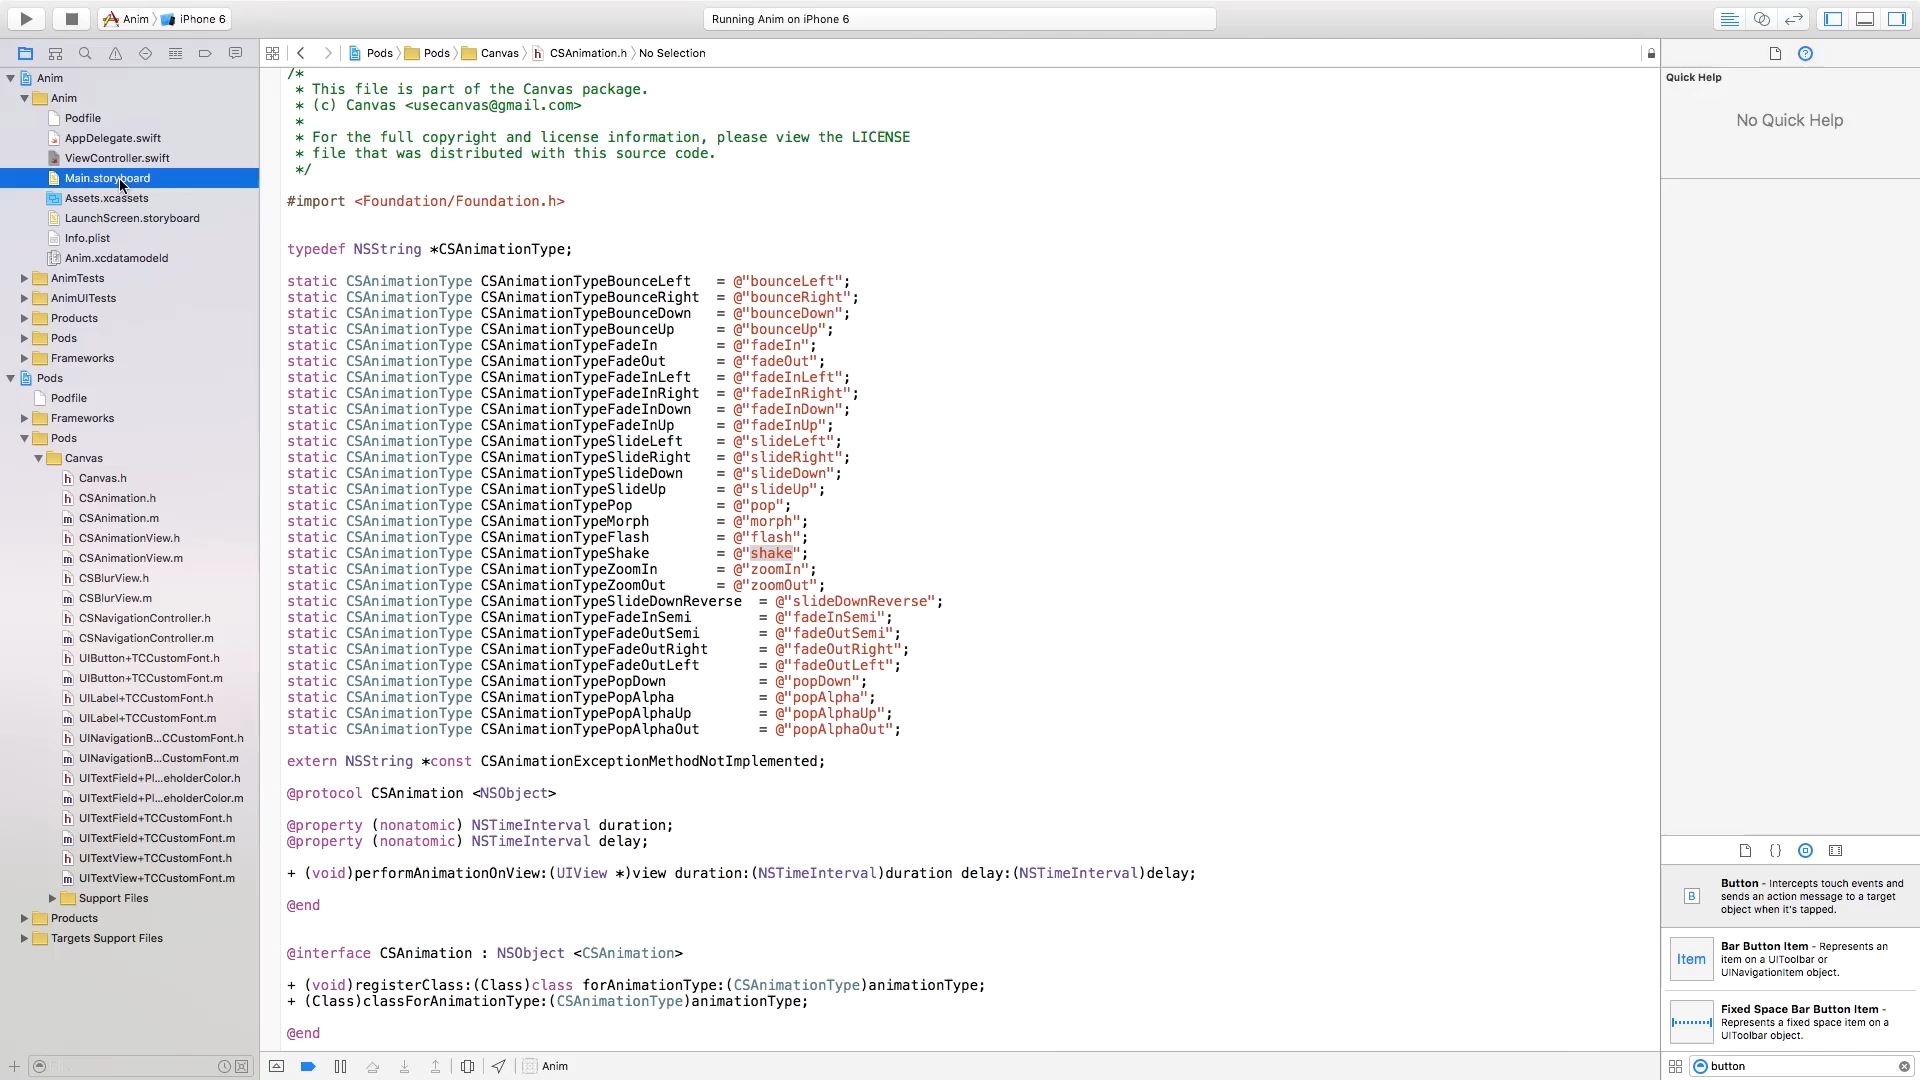 Anim
iPhone 6
Running Anim on iPhone 6
Pods
Pods
Canvas
CSAnimation.h
No Selection
Anim
Anim
Podfile
AppDelegate.swift
ViewController.swift
Main.storyboard
Assets.xcassets
LaunchScreen.storyboard
Info.plist
Anim.xcdatamodeld
AnimTests
AnimUITests
Products
Pods
Frameworks
Pods
Podfile
Frameworks
Pods
Canvas
Canvas.h
CSAnimation.h
CSAnimation.m
CSAnimationView.h
CSAnimationView.m
CSBlurView.h
CSBlurView.m
CSNavigationController.h
CSNavigationController.m
UIButton+TCCustomFont.h
UIButton+TCCustomFont.m
UILabel+TCCustomFont.h
UILabel+TCCustomFont.m
UINavigationB...CCustomFont.h
UINavigationB...CustomFont.m
UITextField+Pl...eholderColor.h
UITextField+Pl...eholderColor.m
UITextField+TCCustomFont.h
UITextField+TCCustomFont.m
UITextView+TCCustomFont.h
UITextView+TCCustomFont.m
Support Files
Products
Targets Support Files
/*
* This file is part of the Canvas package.
* (c) Canvas <usecanvas@gmail.com>
*
* For the full copyright and license information, please view the LICENSE
* file that was distributed with this source code.
*/
#import <Foundation/Foundation.h>
typedef NSString *CSAnimationType;
static CSAnimationType CSAnimationTypeBounceLeft = @"bounceLeft";
static CSAnimationType CSAnimationTypeBounceRight = @"bounceRight";
static CSAnimationType CSAnimationTypeBounceDown = @"bounceDown";
static CSAnimationType CSAnimationTypeBounceUp = @"bounceUp";
static CSAnimationType CSAnimationTypeFadeIn = @"fadeIn";
static CSAnimationType CSAnimationTypeFadeOut = @"fadeOut";
static CSAnimationType CSAnimationTypeFadeInLeft = @"fadeInLeft";
static CSAnimationType CSAnimationTypeFadeInRight = @"fadeInRight";
static CSAnimationType CSAnimationTypeFadeInDown = @"fadeInDown";
static CSAnimationType CSAnimationTypeFadeInUp = @"fadeInUp";
static CSAnimationType CSAnimationTypeSlideLeft = @"slideLeft";
static CSAnimationType CSAnimationTypeSlideRight = @"slideRight";
static CSAnimationType CSAnimationTypeSlideDown = @"slideDown";
static CSAnimationType CSAnimationTypeSlideUp = @"slideUp";
static CSAnimationType CSAnimationTypePop = @"pop";
static CSAnimationType CSAnimationTypeMorph = @"morph";
static CSAnimationType CSAnimationTypeFlash = @"flash";
static CSAnimationType CSAnimationTypeShake = @"shake";
static CSAnimationType CSAnimationTypeZoomIn = @"zoomIn";
static CSAnimationType CSAnimationTypeZoomOut = @"zoomOut";
static CSAnimationType CSAnimationTypeSlideDownReverse = @"slideDownReverse";
static CSAnimationType CSAnimationTypeFadeInSemi = @"fadeInSemi";
static CSAnimationType CSAnimationTypeFadeOutSemi = @"fadeOutSemi";
static CSAnimationType CSAnimationTypeFadeOutRight = @"fadeOutRight";
static CSAnimationType CSAnimationTypeFadeOutLeft = @"fadeOutLeft";
static CSAnimationType CSAnimationTypePopDown = @"popDown";
static CSAnimationType CSAnimationTypePopAlpha = @"popAlpha";
static CSAnimationType CSAnimationTypePopAlphaUp = @"popAlphaUp";
static CSAnimationType CSAnimationTypePopAlphaOut = @"popAlphaOut";
extern NSString *const CSAnimationExceptionMethodNotImplemented;
@protocol CSAnimation <NSObject>
@property (nonatomic) NSTimeInterval duration;
@property (nonatomic) NSTimeInterval delay;
+ (void)performAnimationOnView:(UIView *)view duration:(NSTimeInterval)duration delay:(NSTimeInterval)delay;
@end
@interface CSAnimation : NSObject <CSAnimation>
+ (void)registerClass:(Class)class forAnimationType:(CSAnimationType)animationType;
+ (Class)classForAnimationType:(CSAnimationType)animationType;
@end
Anim
Quick Help
No Quick Help
B
Button - Intercepts touch events and
sends an action message to a target
object when it's tapped.
Item
Bar Button Item - Represents an
item on a UIToolbar or
UINavigationItem object.
Fixed Space Bar Button Item -
Represents a fixed space item on a
UIToolbar object.
button